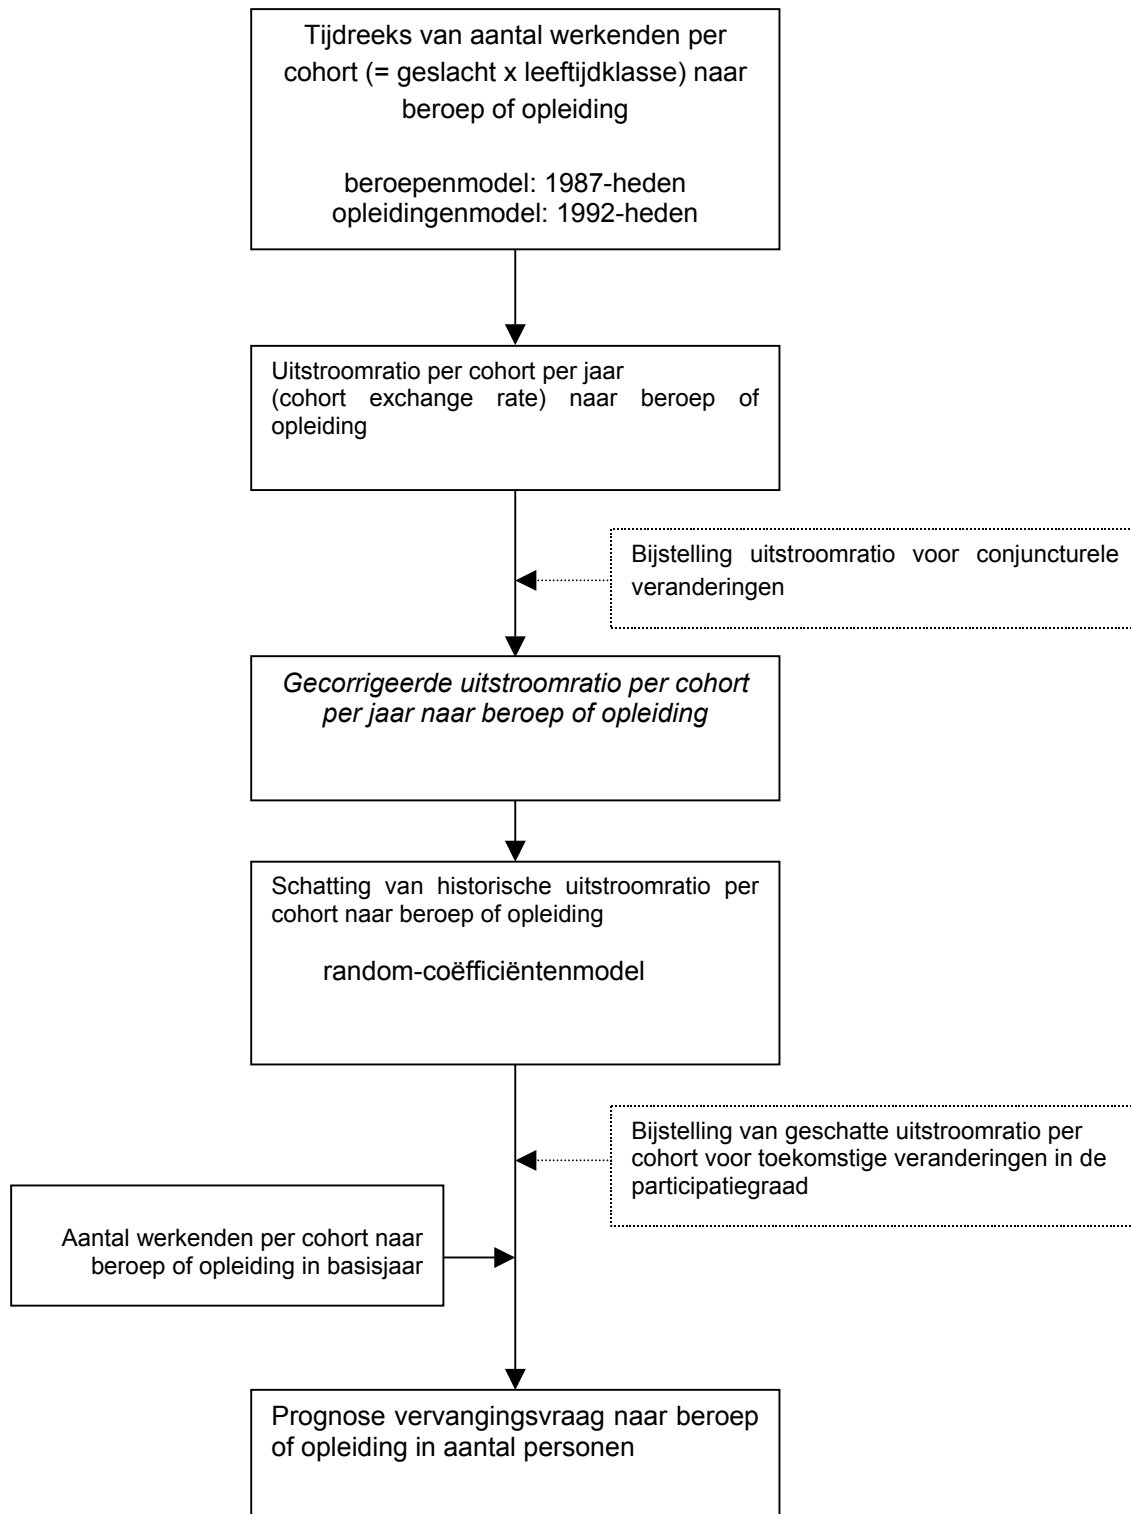 Tijdreeks van aantal werkenden per
cohort (= geslacht x leeftijdklasse) naar
beroep of opleiding
beroepenmodel: 1987-heden
opleidingenmodel: 1992-heden
Uitstroomratio per cohort per jaar
(cohort exchange rate) naar beroep of
opleiding
Bijstelling uitstroomratio voor conjuncturele
veranderingen
Gecorrigeerde uitstroomratio per cohort
per jaar naar beroep of opleiding
Schatting van historische uitstroomratio per
cohort naar beroep of opleiding
random-coëfficiëntenmodel
Bijstelling van geschatte uitstroomratio per
cohort voor toekomstige veranderingen in de
participatiegraad
Aantal werkenden per cohort naar
beroep of opleiding in basisjaar
Prognose vervangingsvraag naar beroep
of opleiding in aantal personen